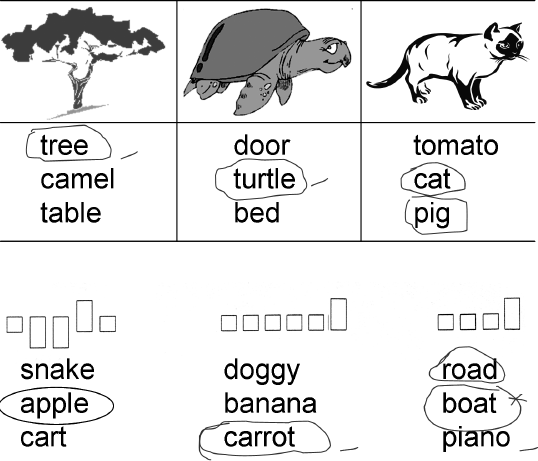 tree
camel
table
door
turtle
bed
tomato
cat
pig
snake
apple
cart
doggy
banana
carrot
road
boat
piano